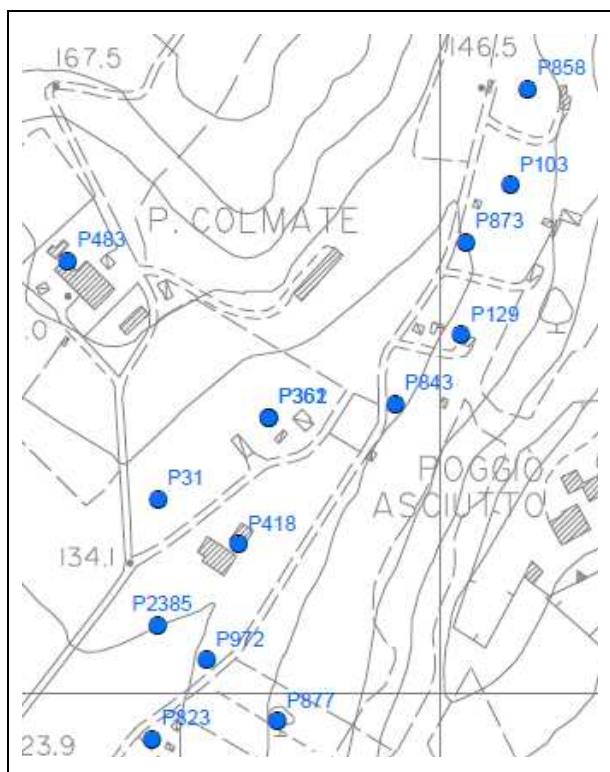 167.5
146.5
P858
P103
P. COLMATE
P873
P483
P129
.0
P843
P31
POGGIO
ASCIUTTO
P418
134.1
P2385
P972
P877
P823
23.9